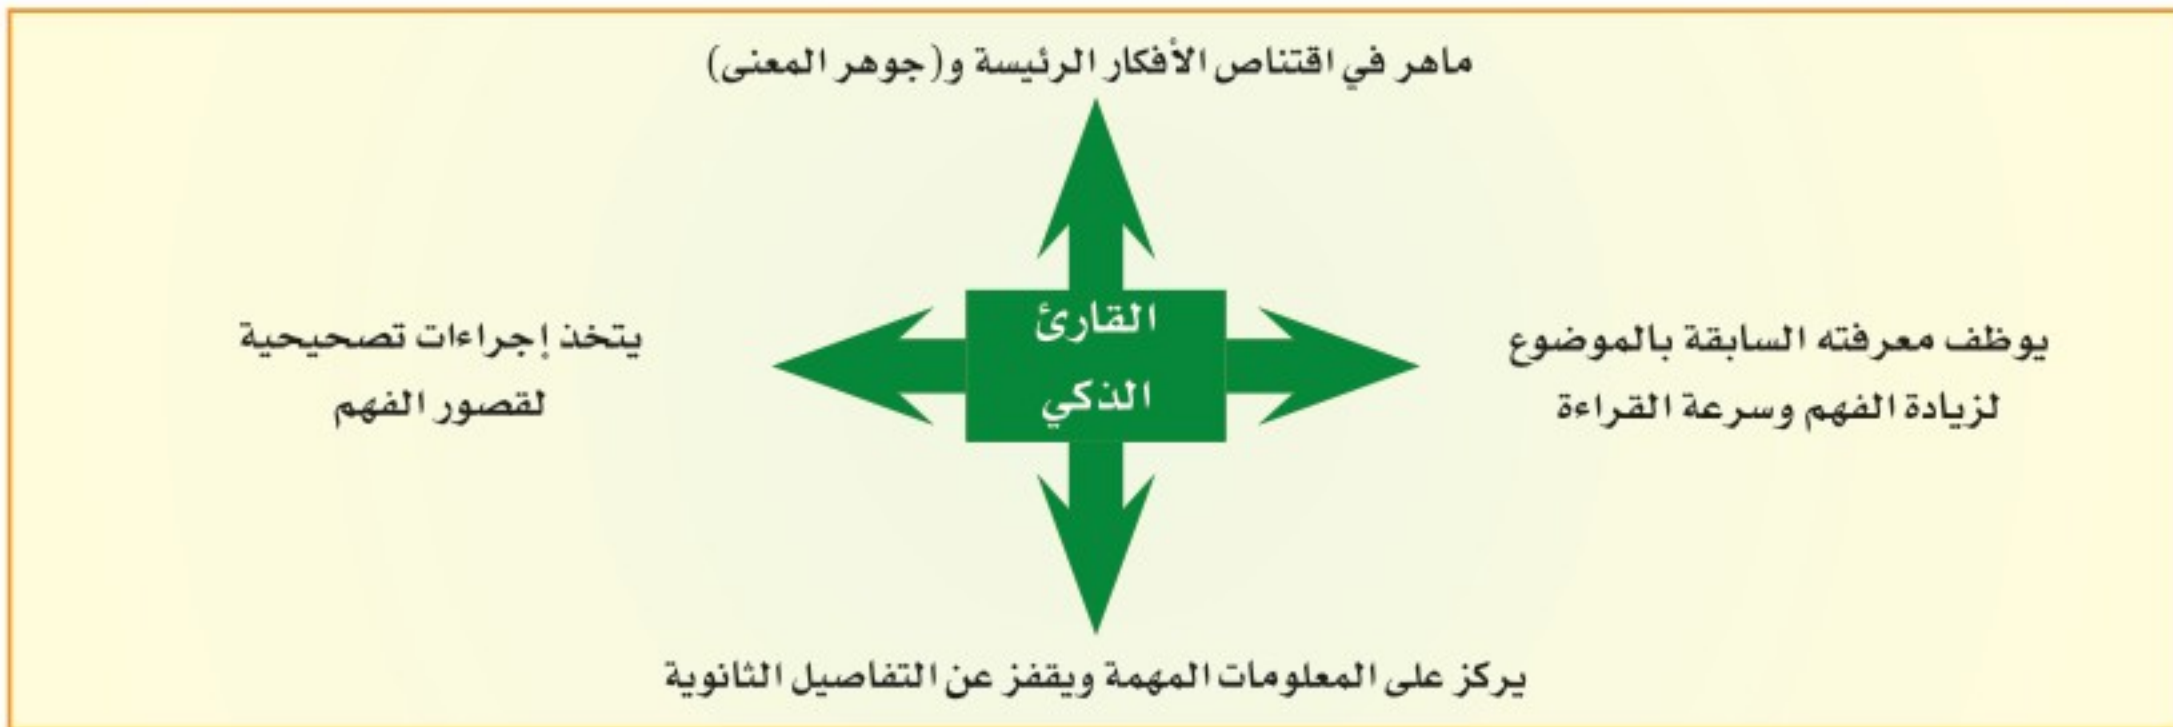 ماهر في اقتناص الأفكار الرئيسة و(جوهر المعنى)
القارئ
الذكي
يوظف معرفته السابقة بالموضوع
لزيادة الفهم وسرعة القراءة
يتخذ إجراءات تصحيحية
لقصور الفهم
يركز على المعلومات المهمة ويقفز عن التفاصيل الثانوية